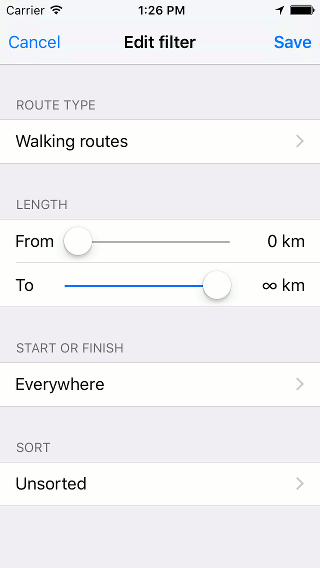 Carrier 1:26 PM
Cancel Edit filter Save
ROUTE TYPE
Walking routes
LENGTH
From 0 km
To ∞ km
START OR FINISH
Everywhere
SORT
Unsorted